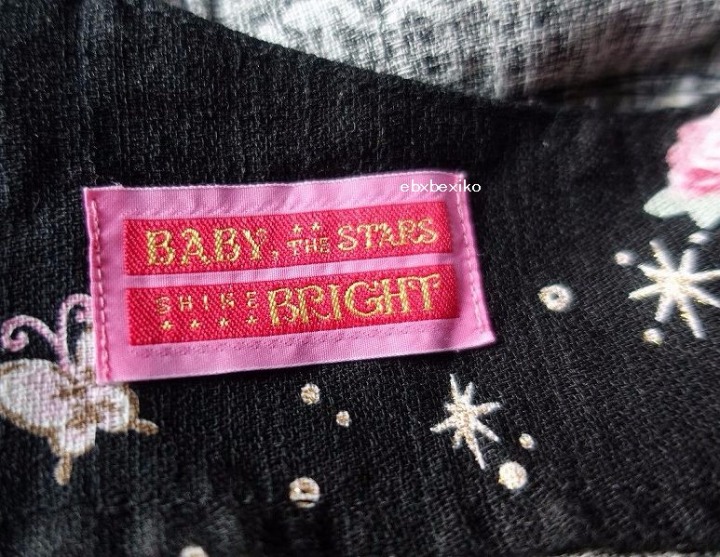 ebxbexiko
BABY, THE STARS
SHINE BRIGHT